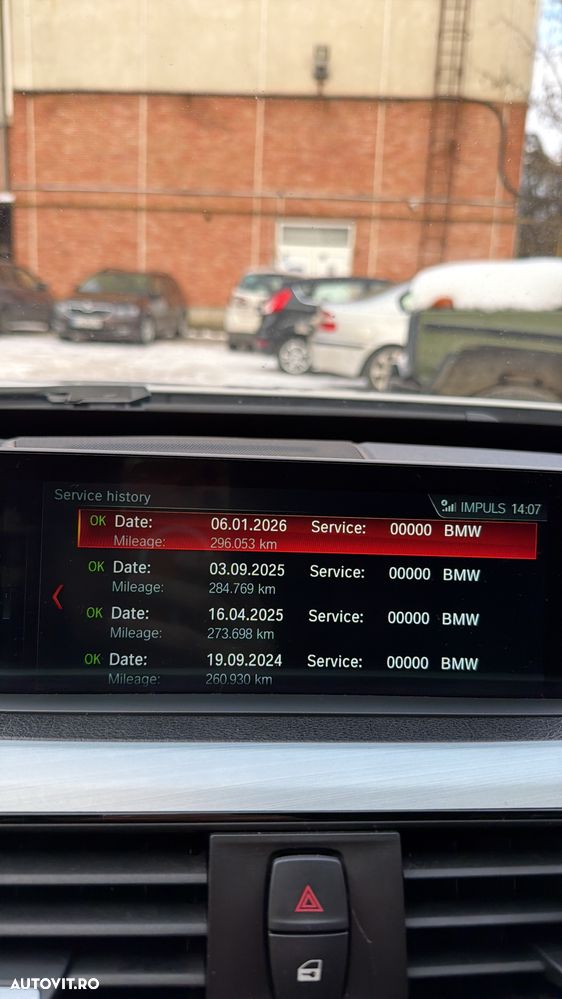 Service history
IMPULS 14:07
OK Date: 06.01.2026 Service: 00000 BMW
Mileage: 296.053 km
OK Date: 03.09.2025 Service: 00000 BMW
Mileage: 284.769 km
OK Date: 16.04.2025 Service: 00000 BMW
Mileage: 273.698 km
OK Date: 19.09.2024 Service: 00000 BMW
Mileage: 260.930 km
AUTOVIT.RO